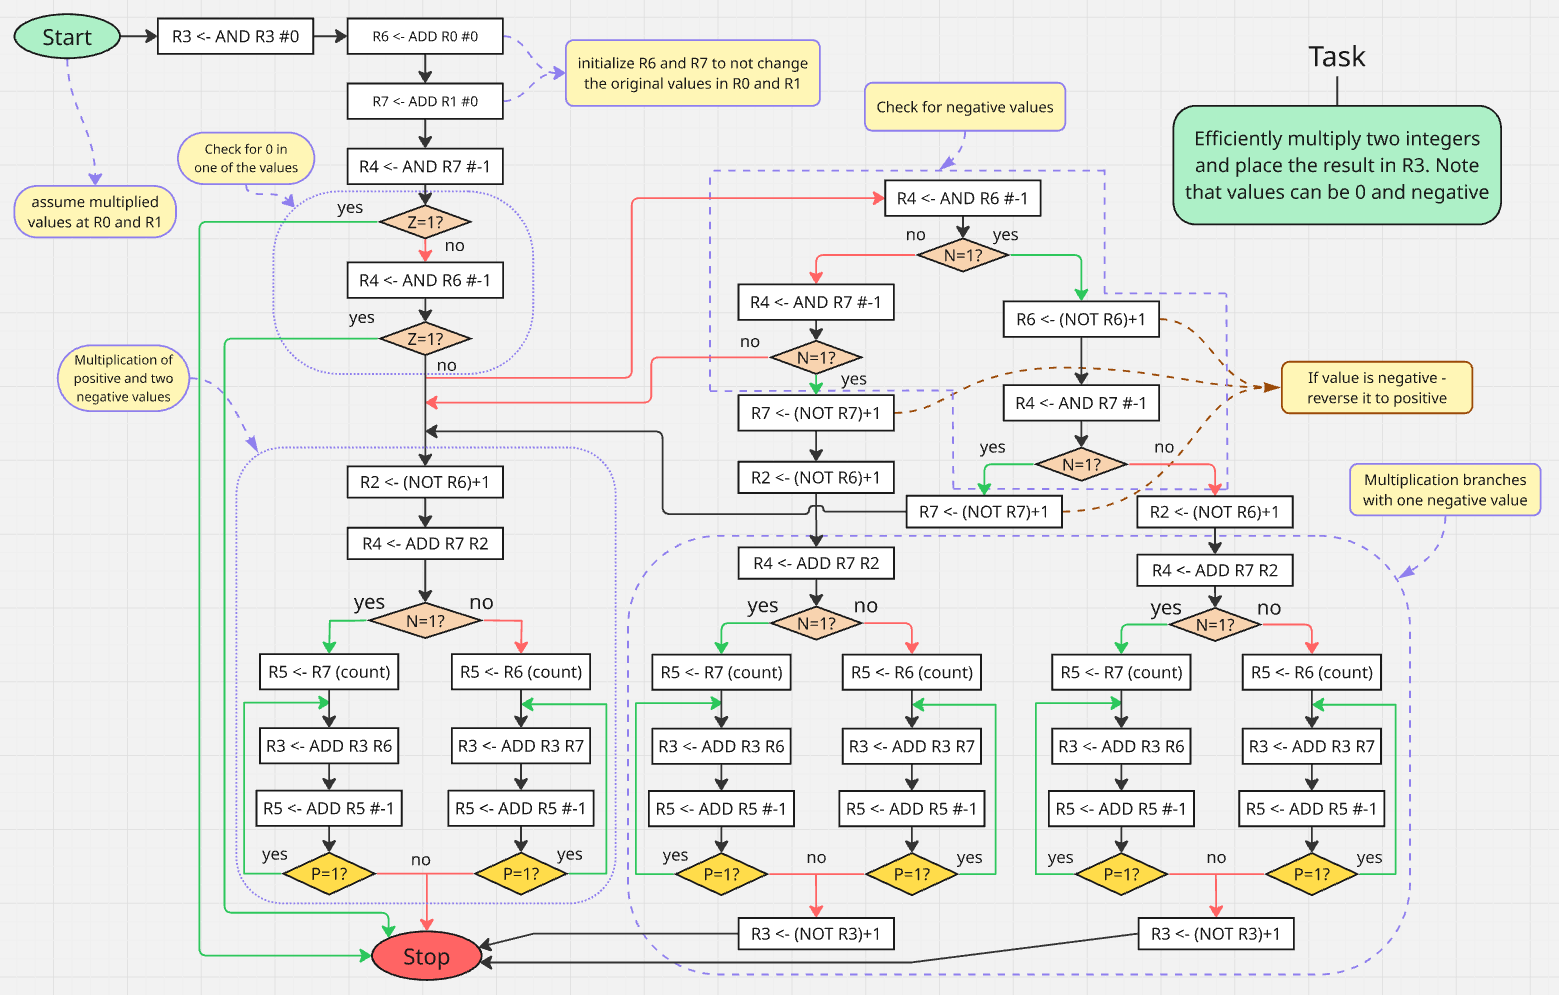 Start
R3 <- AND R3 #0
R6 <- ADD R0 #0
R7 <- ADD R1 #0
initialize R6 and R7 to not change
the original values in R0 and R1
Check for 0 in
one of the values
R4 <- AND R7 #-1
assume multiplied
values at R0 and R1
yes
Z=1?
no
R4 <- AND R6 #-1
yes
Z=1?
no
Multiplication of
positive and two
negative values
R2 <- (NOT R6)+1
R4 <- ADD R7 R2
yes
no
N=1?
R5 <- R7 (count)
R5 <- R6 (count)
R3 <- ADD R3 R6
R3 <- ADD R3 R7
R5 <- ADD R5 #-1
R5 <- ADD R5 #-1
yes
no
yes
P=1?
P=1?
Stop
Check for negative values
R4 <- AND R6 #-1
no
yes
N=1?
R4 <- AND R7 #-1
no
N=1?
yes
R7 <- (NOT R7)+1
R2 <- (NOT R6)+1
R6 <- (NOT R6)+1
R4 <- AND R7 #-1
yes
no
N=1?
R7 <- (NOT R7)+1
R2 <- (NOT R6)+1
If value is negative -
reverse it to positive
Multiplication branches
with one negative value
R4 <- ADD R7 R2
yes
no
N=1?
R5 <- R7 (count)
R5 <- R6 (count)
R3 <- ADD R3 R6
R3 <- ADD R3 R7
R5 <- ADD R5 #-1
R5 <- ADD R5 #-1
yes
no
yes
P=1?
P=1?
R3 <- (NOT R3)+1
R4 <- ADD R7 R2
yes
no
N=1?
R5 <- R7 (count)
R5 <- R6 (count)
R3 <- ADD R3 R6
R3 <- ADD R3 R7
R5 <- ADD R5 #-1
R5 <- ADD R5 #-1
yes
no
yes
P=1?
P=1?
R3 <- (NOT R3)+1
Task
Efficiently multiply two integers
and place the result in R3. Note
that values can be 0 and negative